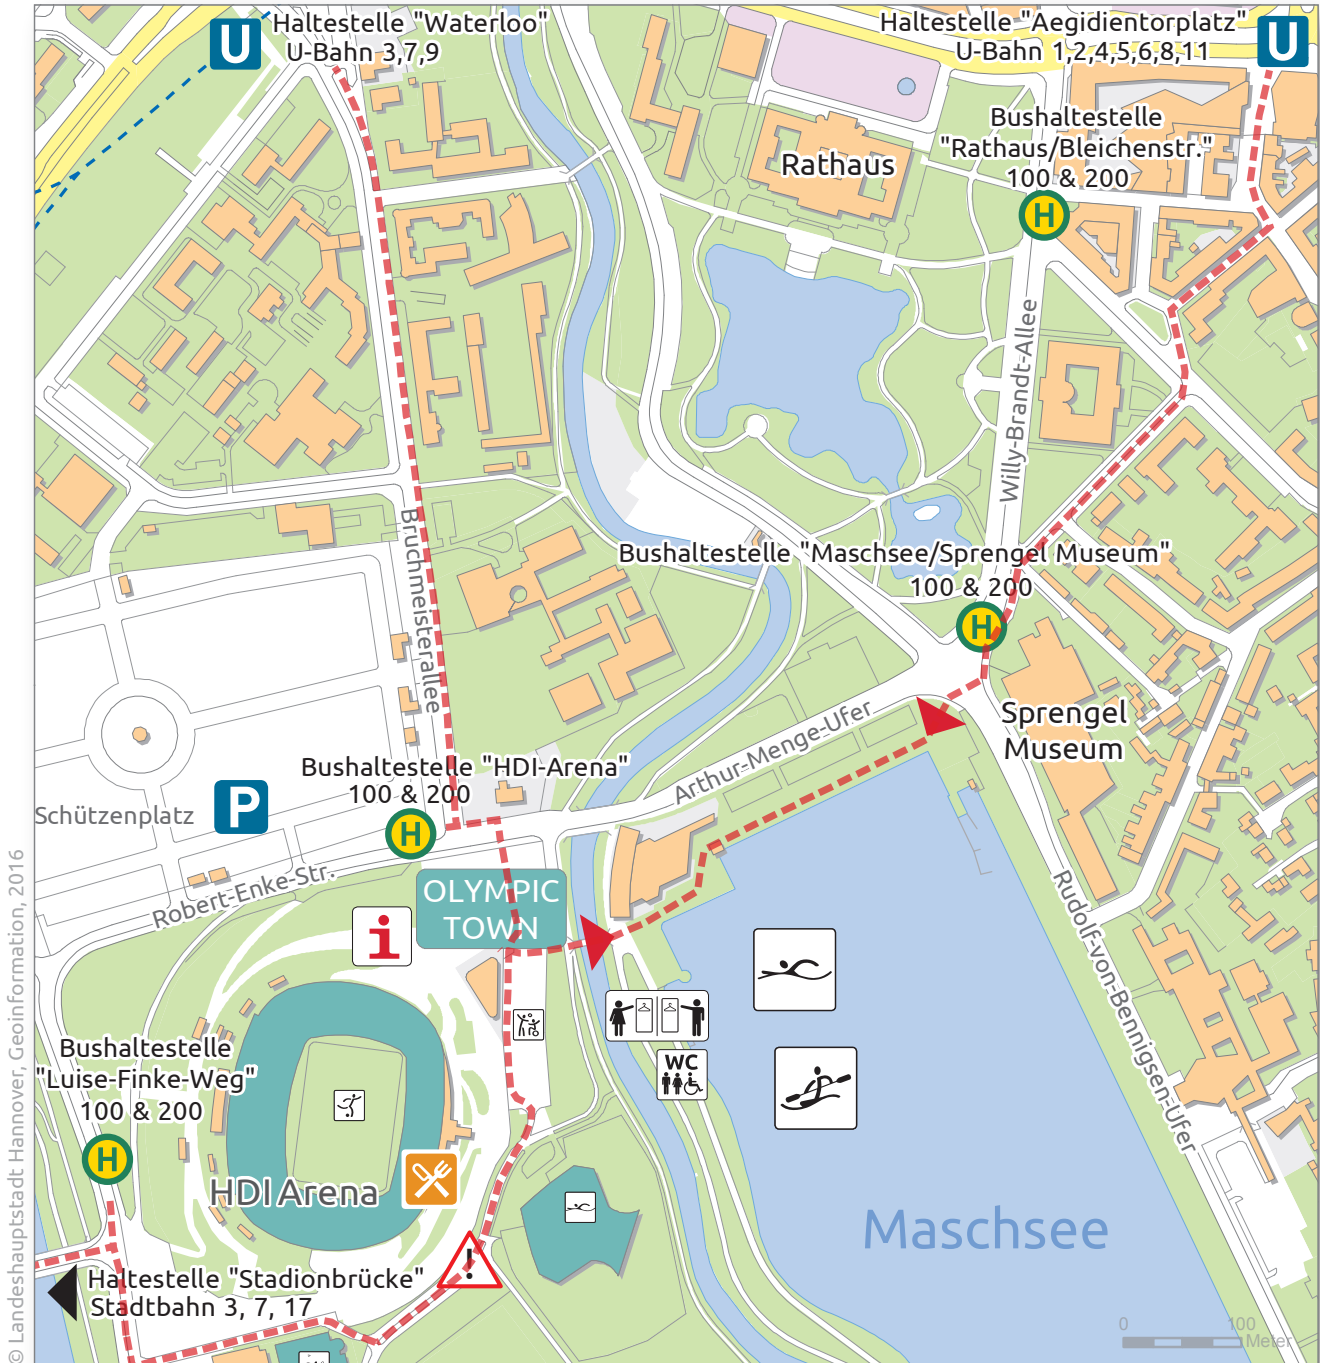 U
Haltestelle "Waterloo"
U-Bahn 3,7,9
Haltestelle "Aegidientorplatz"
U-Bahn 1,2,4,5,6,8,11
U
Bushaltestelle
"Rathaus/Bleichenstr."
100 & 200
H
Rathaus
Willy-Brandt-Allee
Bruchmeisterallee
Bushaltestelle "Maschsee/Sprengel Museum"
100 & 200
H
Sprengel
Museum
Arthur-Menge-Ufer
Bushaltestelle "HDI-Arena"
100 & 200
H
Schützenplatz
P
Robert-Enke-Str.
OLYMPIC
TOWN
i
Rudolf-von-Bennigsen-Ufer
WC
Bushaltestelle
"Luise-Finke-Weg"
100 & 200
H
HDI Arena
Maschsee
!
Haltestelle "Stadionbrücke"
Stadtbahn 3, 7, 17
0 100
Meter
© Landeshauptstadt Hannover, Geoinformation, 2016